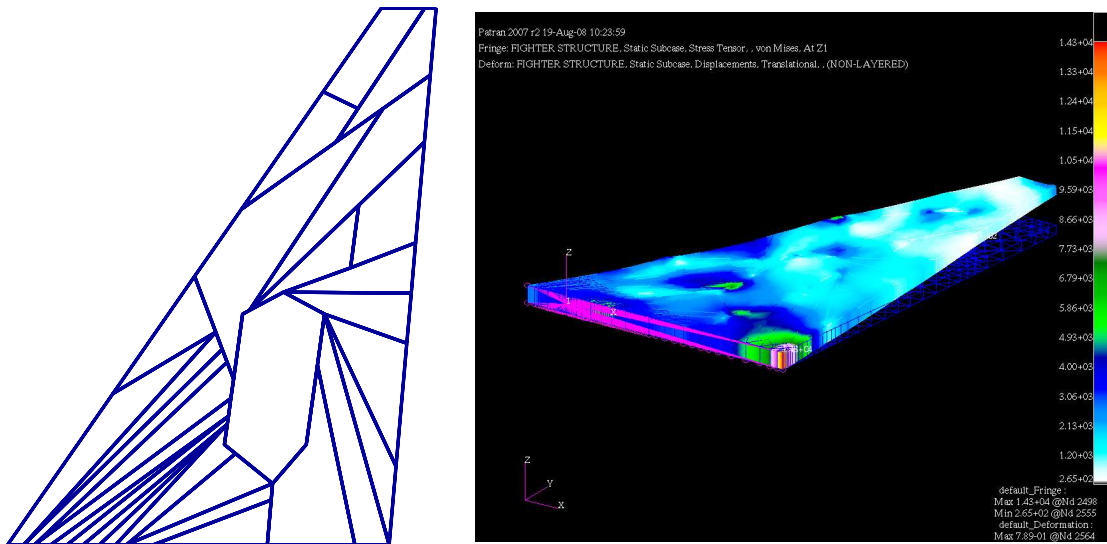 Patran 2007 r2 19-Aug-08 10:23:59
Fringe: FIGHTER STRUCTURE, Static Subcase, Stress Tensor, , von Mises, At Z1
Deform: FIGHTER STRUCTURE, Static Subcase, Displacements, Translational, , (NON-LAYERED)
1.43+04
1.33+04
1.24+04
1.15+04
1.05+04
9.59+03
8.66+03
7.73+03
6.79+03
5.86+03
4.93+03
4.00+03
3.06+03
2.13+03
1.20+03
2.65+02
Z
X
Z
Y
X
default_Fringe :
Max 1.43+04 @Nd 2498
Min 2.65+02 @Nd 2555
default_Deformation :
Max 7.89-01 @Nd 2564